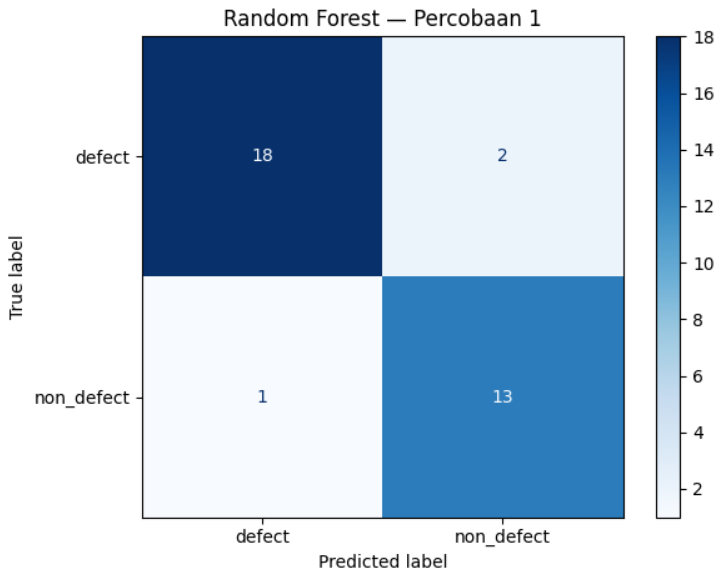 Random Forest — Percobaan 1
True label
defect
non_defect
18
2
1
13
defect
non_defect
Predicted label
18
16
14
12
10
8
6
4
2